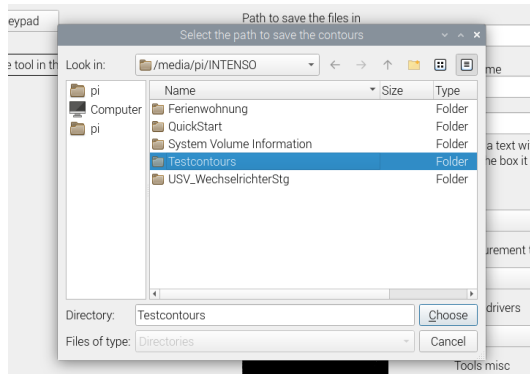 eypad
Path to save the files in
Select the path to save the contours
e tool in th
Look in:
/media/pi/INTENSO
me
pi
Computer
pi
Name
Size
Type
Ferienwohnung
Folder
QuickStart
Folder
System Volume Information
Folder
Testcontours
Folder
USV_WechselrichterStg
Folder
a text wi
he box it
urement t
drivers
Directory:
Testcontours
Choose
Files of type:
Directories
Cancel
Tools misc